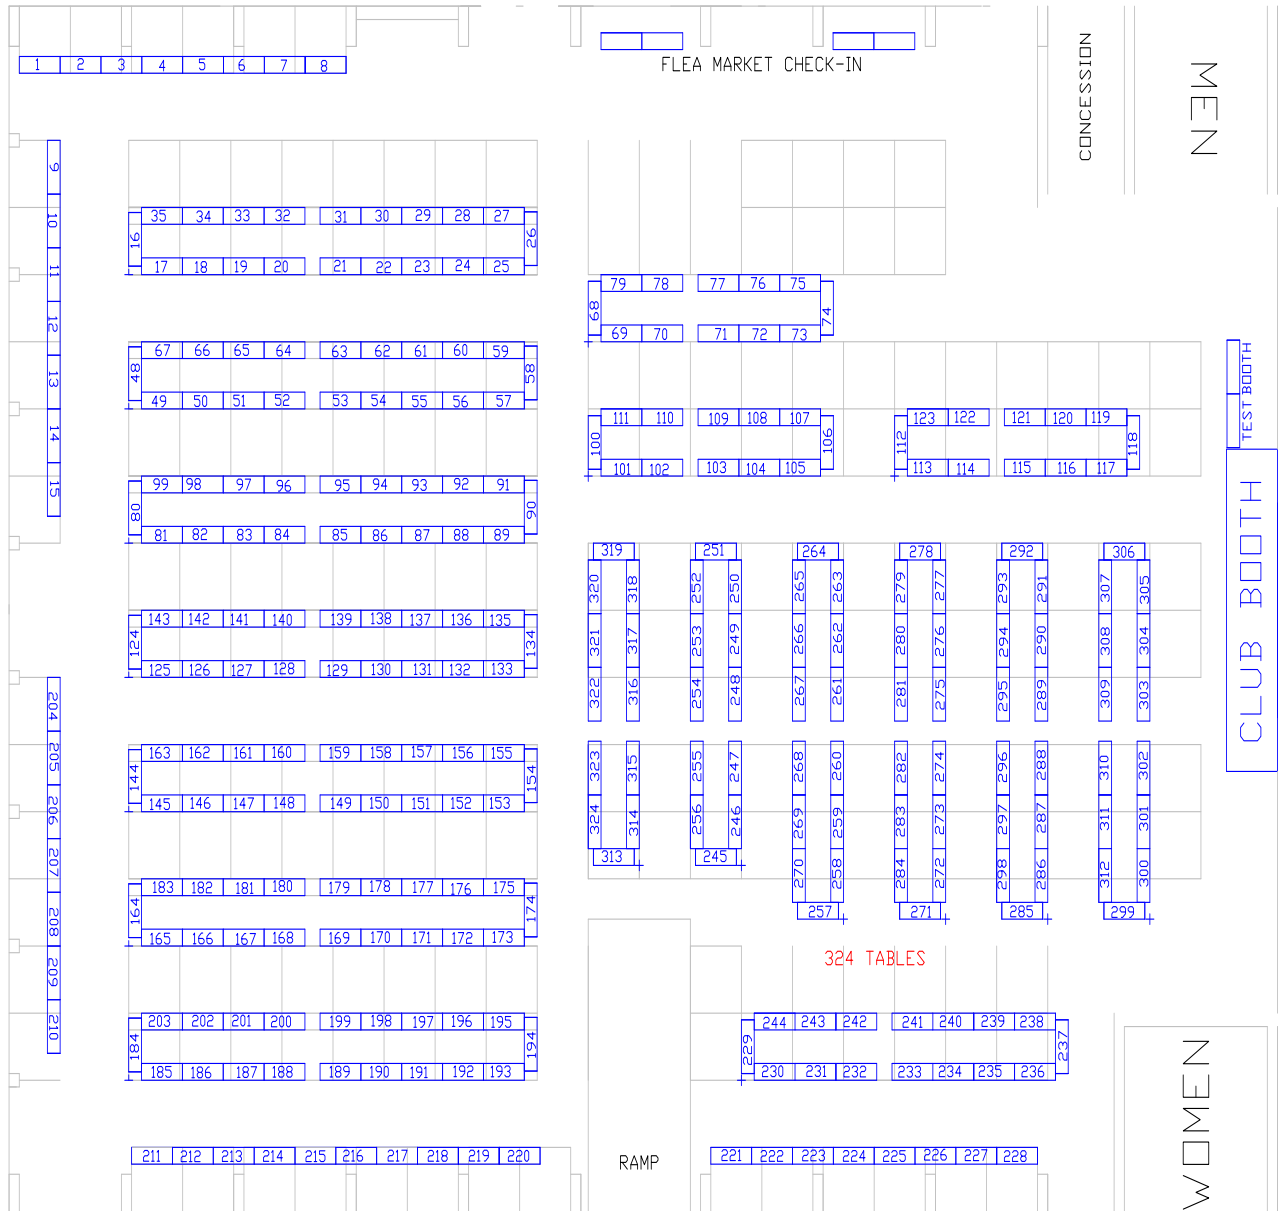 FLEA MARKET CHECK-IN
CONCESSION
MEN
1 2 3 4 5 6 7 8
9
10
11
12
13
14
15
35 34 33 32 31 30 29 28 27
16 26
17 18 19 20 21 22 23 24 25
79 78 77 76 75
68 74
69 70 71 72 73
67 66 65 64 63 62 61 60 59
48 58
49 50 51 52 53 54 55 56 57
TEST BOOTH
111 110 109 108 107 123 122 121 120 119
100 106 112 118
101 102 103 104 105 113 114 115 116 117
CLUB BOOTH
99 98 97 96 95 94 93 92 91
80 90
81 82 83 84 85 86 87 88 89
319 251 264 278 292 306
320 318 252 250 265 263 279 277 293 291 307 305
321 317 253 249 266 262 280 276 294 290 308 304
322 316 254 248 267 261 281 275 295 289 309 303
323 315 255 247 268 260 282 274 296 288 310 302
324 314 256 246 269 259 283 273 297 287 311 301
313 245 270 258 284 272 298 286 312 300
257 271 285 299
143 142 141 140 139 138 137 136 135
124 134
125 126 127 128 129 130 131 132 133
204
205
206
207
208
209
210
163 162 161 160 159 158 157 156 155
144 154
145 146 147 148 149 150 151 152 153
183 182 181 180 179 178 177 176 175
164 174
165 166 167 168 169 170 171 172 173
324 TABLES
203 202 201 200 199 198 197 196 195
184 194
185 186 187 188 189 190 191 192 193
244 243 242 241 240 239 238
229 237
230 231 232 233 234 235 236
WOMEN
211 212 213 214 215 216 217 218 219 220
RAMP
221 222 223 224 225 226 227 228